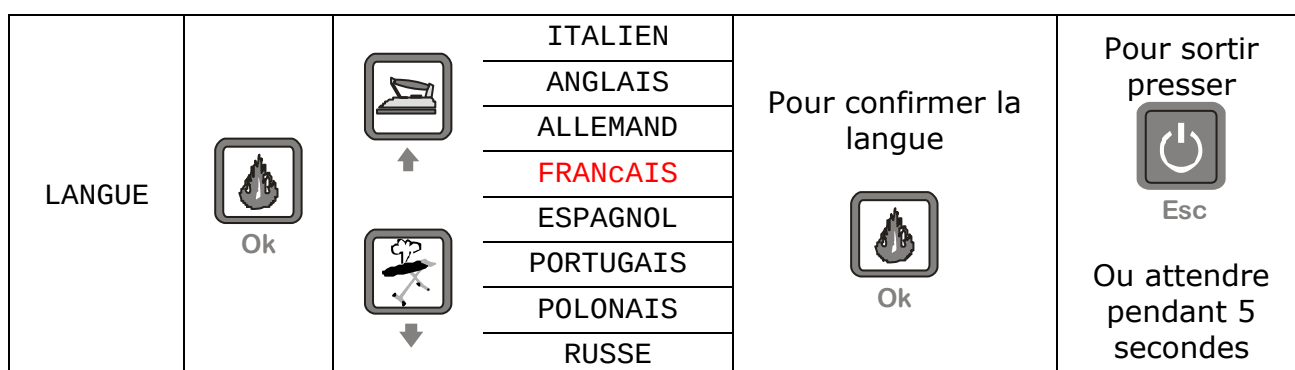 LANGUE
Ok
ITALIEN
ANGLAIS
ALLEMAND
FRANcAIS
ESPAGNOL
PORTUGAIS
POLONAIS
RUSSE
Pour confirmer la
langue
Ok
Pour sortir
presser
Esc
Ou attendre
pendant 5
secondes